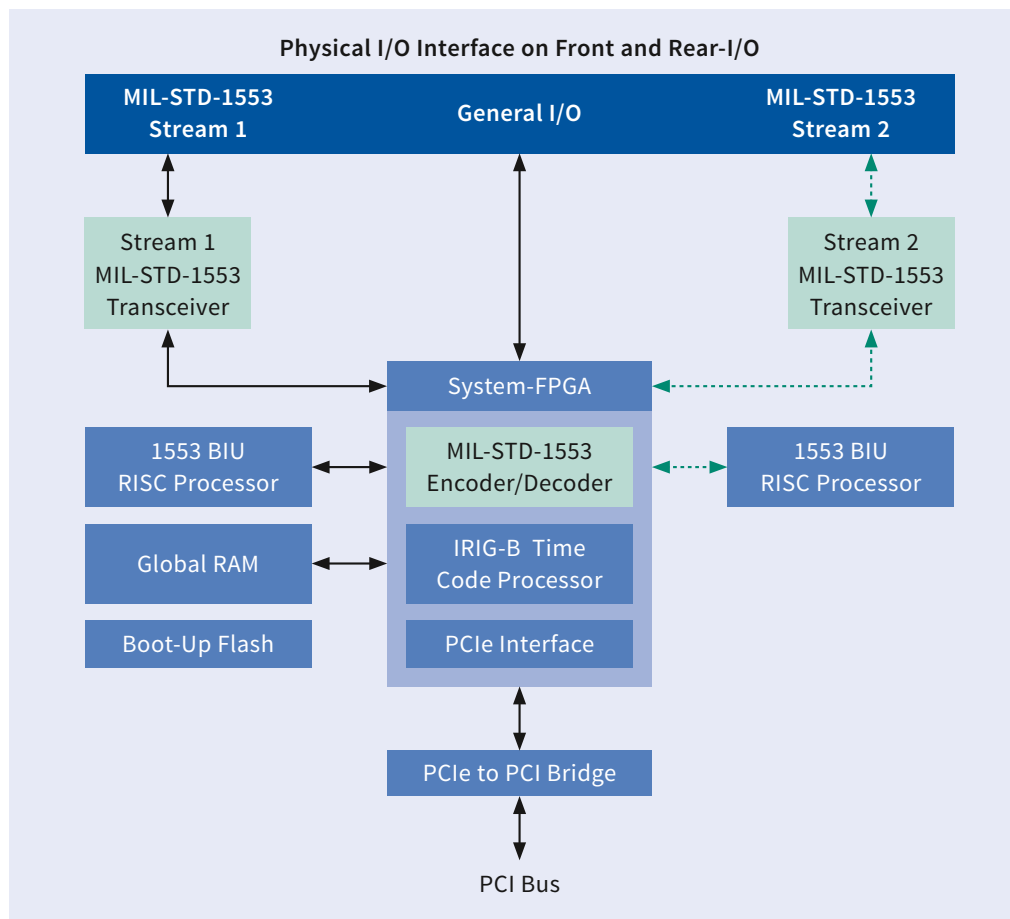 Physical I/O Interface on Front and Rear-I/O
MIL-STD-1553
Stream 1
General I/O
MIL-STD-1553
Stream 2
Stream 1
MIL-STD-1553
Transceiver
Stream 2
MIL-STD-1553
Transceiver
System-FPGA
1553 BIU
RISC Processor
MIL-STD-1553
Encoder/Decoder
1553 BIU
RISC Processor
Global RAM
IRIG-B Time
Code Processor
Boot-Up Flash
PCIe Interface
PCIe to PCI Bridge
PCI Bus